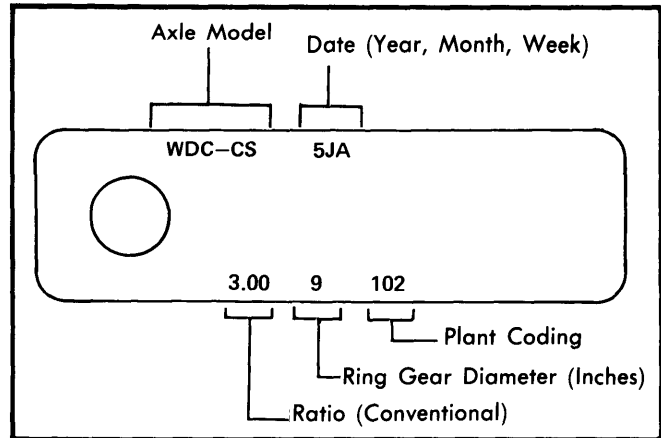 Axle Model
Date (Year, Month, Week)
WDC-CS 5JA
3.00 9 102
Plant Coding
Ring Gear Diameter (Inches)
Ratio (Conventional)